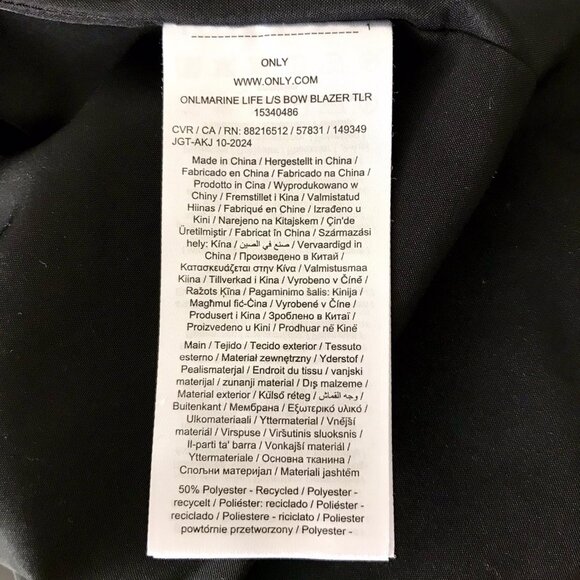 1
ONLY
WWW.ONLY.COM
ONLMARINE LIFE L/S BOW BLAZER TLR
15340486
CVR / CA / RN: 88216512 / 57831 / 149349
JGT-AKJ 10-2024
Made in China / Hergestellt in China /
Fabricado en China / Fabricado na China /
Prodotto in Cina / Wyprodukowano w
Chiny / Fremstillet i Kina / Valmistatud
Hiinas / Fabriqué en Chine / Izrađeno u
Kini / Narejeno na Kitajskem / Çin'de
Üretilmiştir / Fabricat în China / Származási
hely: Kína / صنع في الصين / Vervaardigd in
China / Произведено в Китай /
Κατασκευάζεται στην Κίνα / Valmistusmaa
Kiina / Tillverkad i Kina / Vyrobeno v Číně /
Ražots Ķīna / Pagaminimo šalis: Kinija /
Magħmul fiċ-Ċina / Vyrobené v Číne /
Produsert i Kina / Зроблено в Китаї /
Proizvedeno u Kini / Prodhuar në Kinë
Main / Tejido / Tecido exterior / Tessuto
esterno / Materiał zewnętrzny / Yderstof /
Pealismaterjal / Endroit du tissu / vanjski
materijal / zunanji material / Dış malzeme /
Material exterior / Külső réteg / وجه القماش /
Buitenkant / Мембрана / Εξωτερικό υλικό /
Ulkomateriaali / Yttermaterial / Vnější
materiál / Virspuse / Viršutinis sluoksnis /
Il-parti ta' barra / Vonkajší materiál /
Yttermateriale / Основна тканина /
Спољни материјал / Materiali jashtëm
50% Polyester - Recycled / Polyester -
recycelt / Poliéster: reciclado / Poliéster -
reciclado / Poliestere - riciclato / Poliester
powtórnie przetworzony / Polyester -